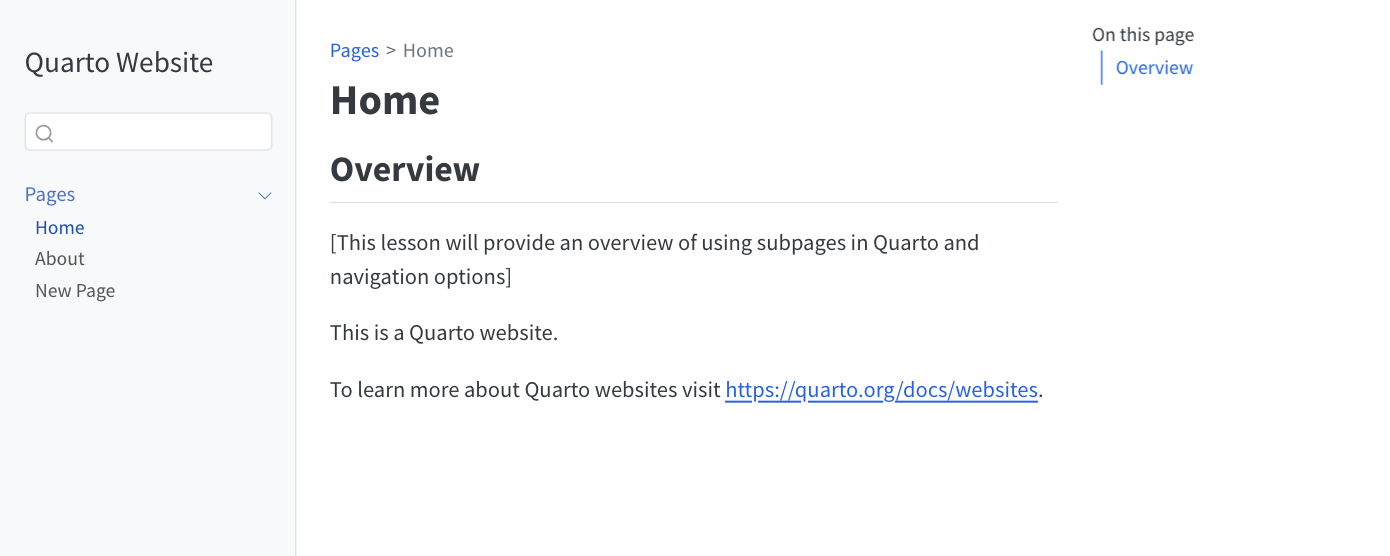 Quarto Website
Pages
Home
About
New Page
Pages > Home
Home
Overview
[This lesson will provide an overview of using subpages in Quarto and
navigation options]
This is a Quarto website.
To learn more about Quarto websites visit https://quarto.org/docs/websites.
On this page
Overview